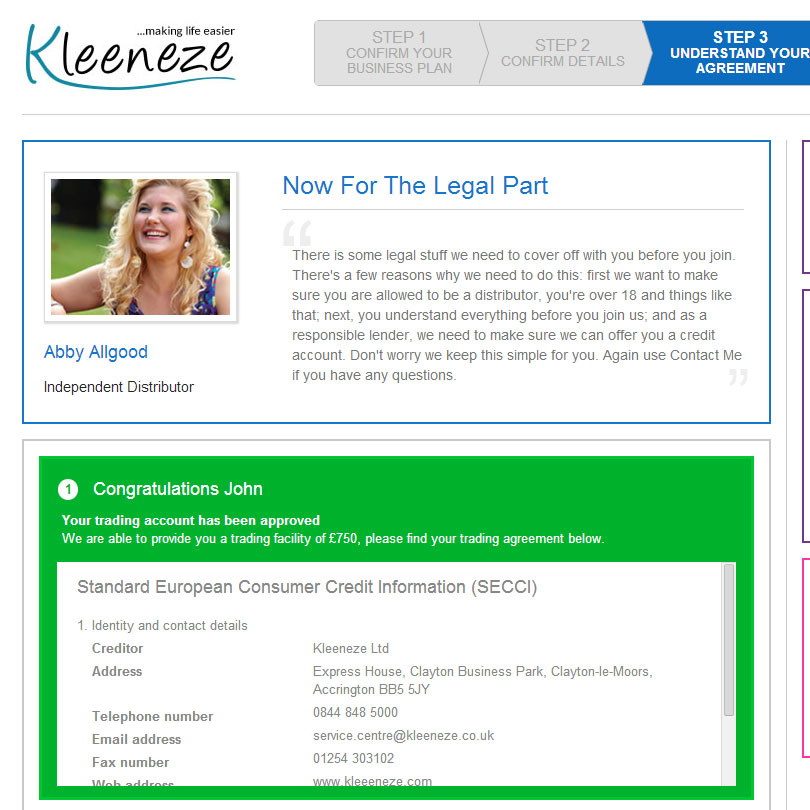 ...making life easier
Kleeneze
STEP 1
CONFIRM YOUR
BUSINESS PLAN
STEP 2
CONFIRM DETAILS
STEP 3
UNDERSTAND YOUR
AGREEMENT
Now For The Legal Part
“
There is some legal stuff we need to cover off with you before you join.
There's a few reasons why we need to do this: first we want to make
sure you are allowed to be a distributor, you're over 18 and things like
that; next, you understand everything before you join us; and as a
responsible lender, we need to make sure we can offer you a credit
account. Don't worry we keep this simple for you. Again use Contact Me
if you have any questions.
”
Abby Allgood
Independent Distributor
1 Congratulations John
Your trading account has been approved
We are able to provide you a trading facility of £750, please find your trading agreement below.
Standard European Consumer Credit Information (SECCI)
1. Identity and contact details
Creditor Kleeneze Ltd
Address Express House, Clayton Business Park, Clayton-le-Moors,
Accrington BB5 5JY
Telephone number 0844 848 5000
Email address service.centre@kleeneze.co.uk
Fax number 01254 303102
Web address www.kleeeneze.com